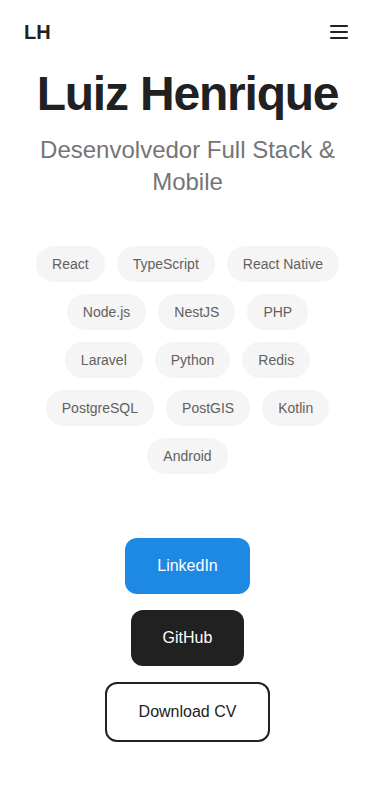 LH
Luiz Henrique
Desenvolvedor Full Stack &
Mobile
React TypeScript React Native
Node.js NestJS PHP
Laravel Python Redis
PostgreSQL PostGIS Kotlin
Android
LinkedIn
GitHub
Download CV